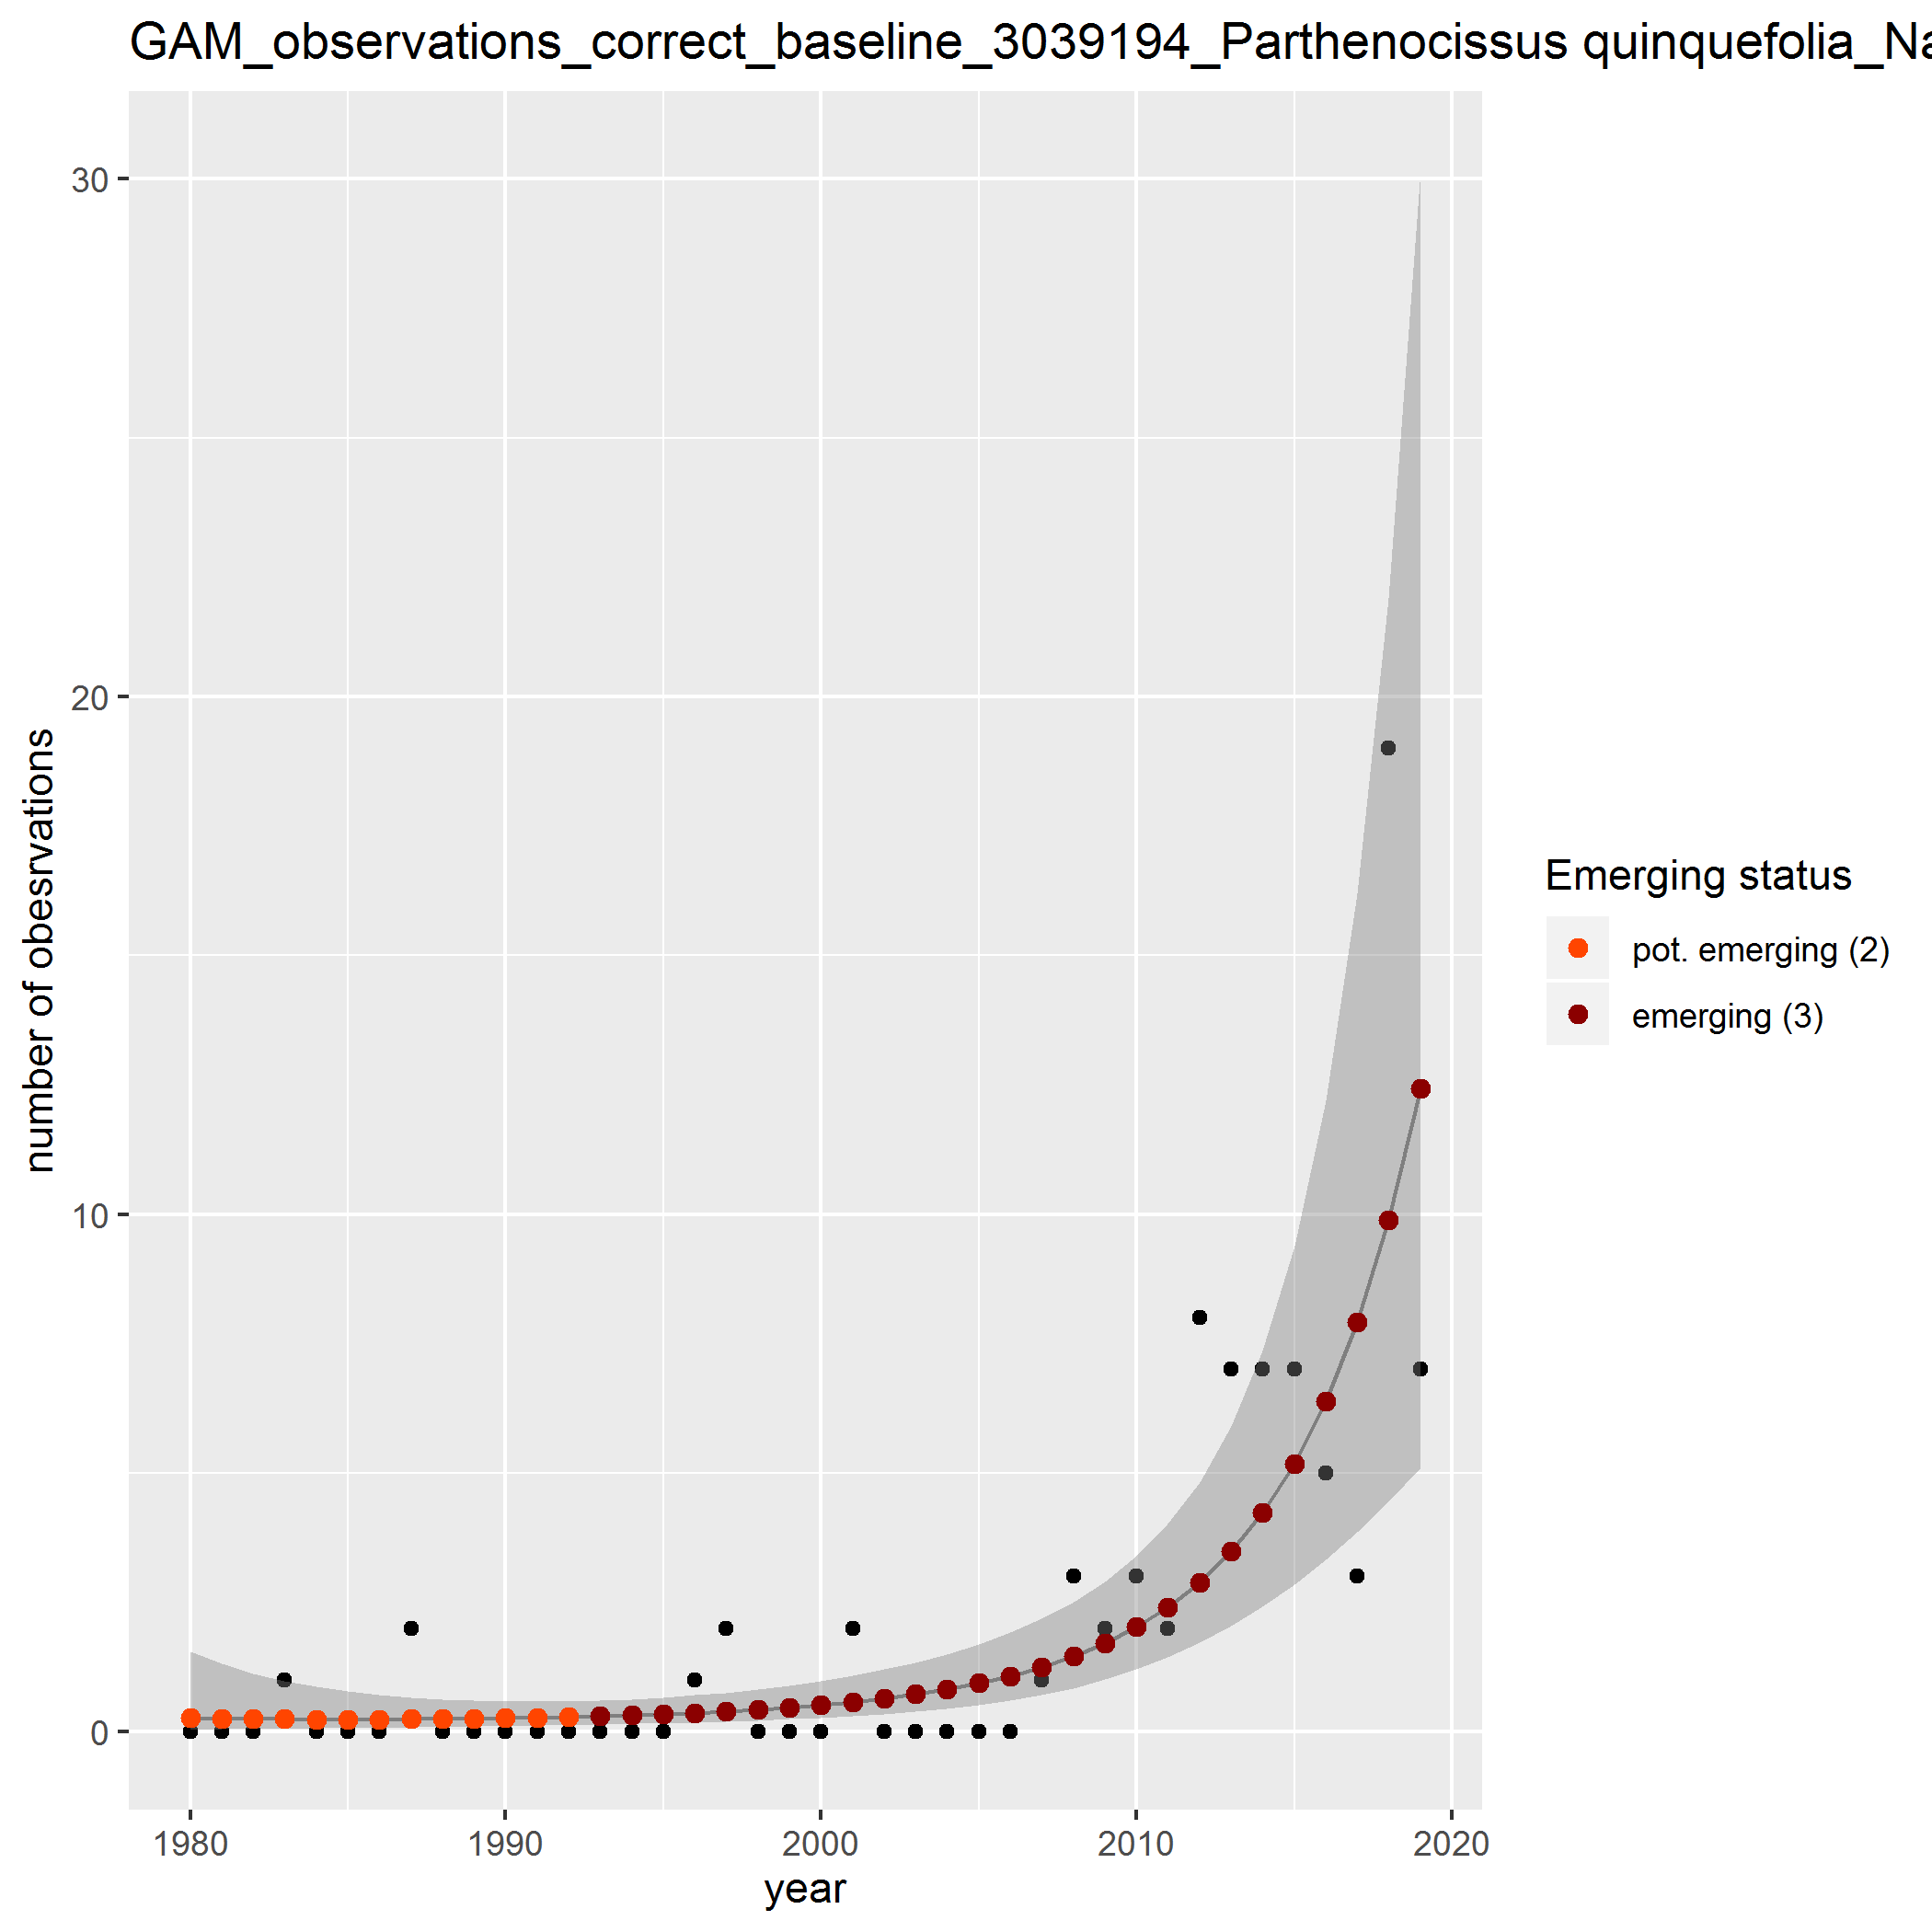 GAM_observations_correct_baseline_3039194_Parthenocissus quinquefolia_Na
30
20
10
0
number of obesrvations
1980 1990 2000 2010 2020
year
Emerging status
pot. emerging (2)
emerging (3)